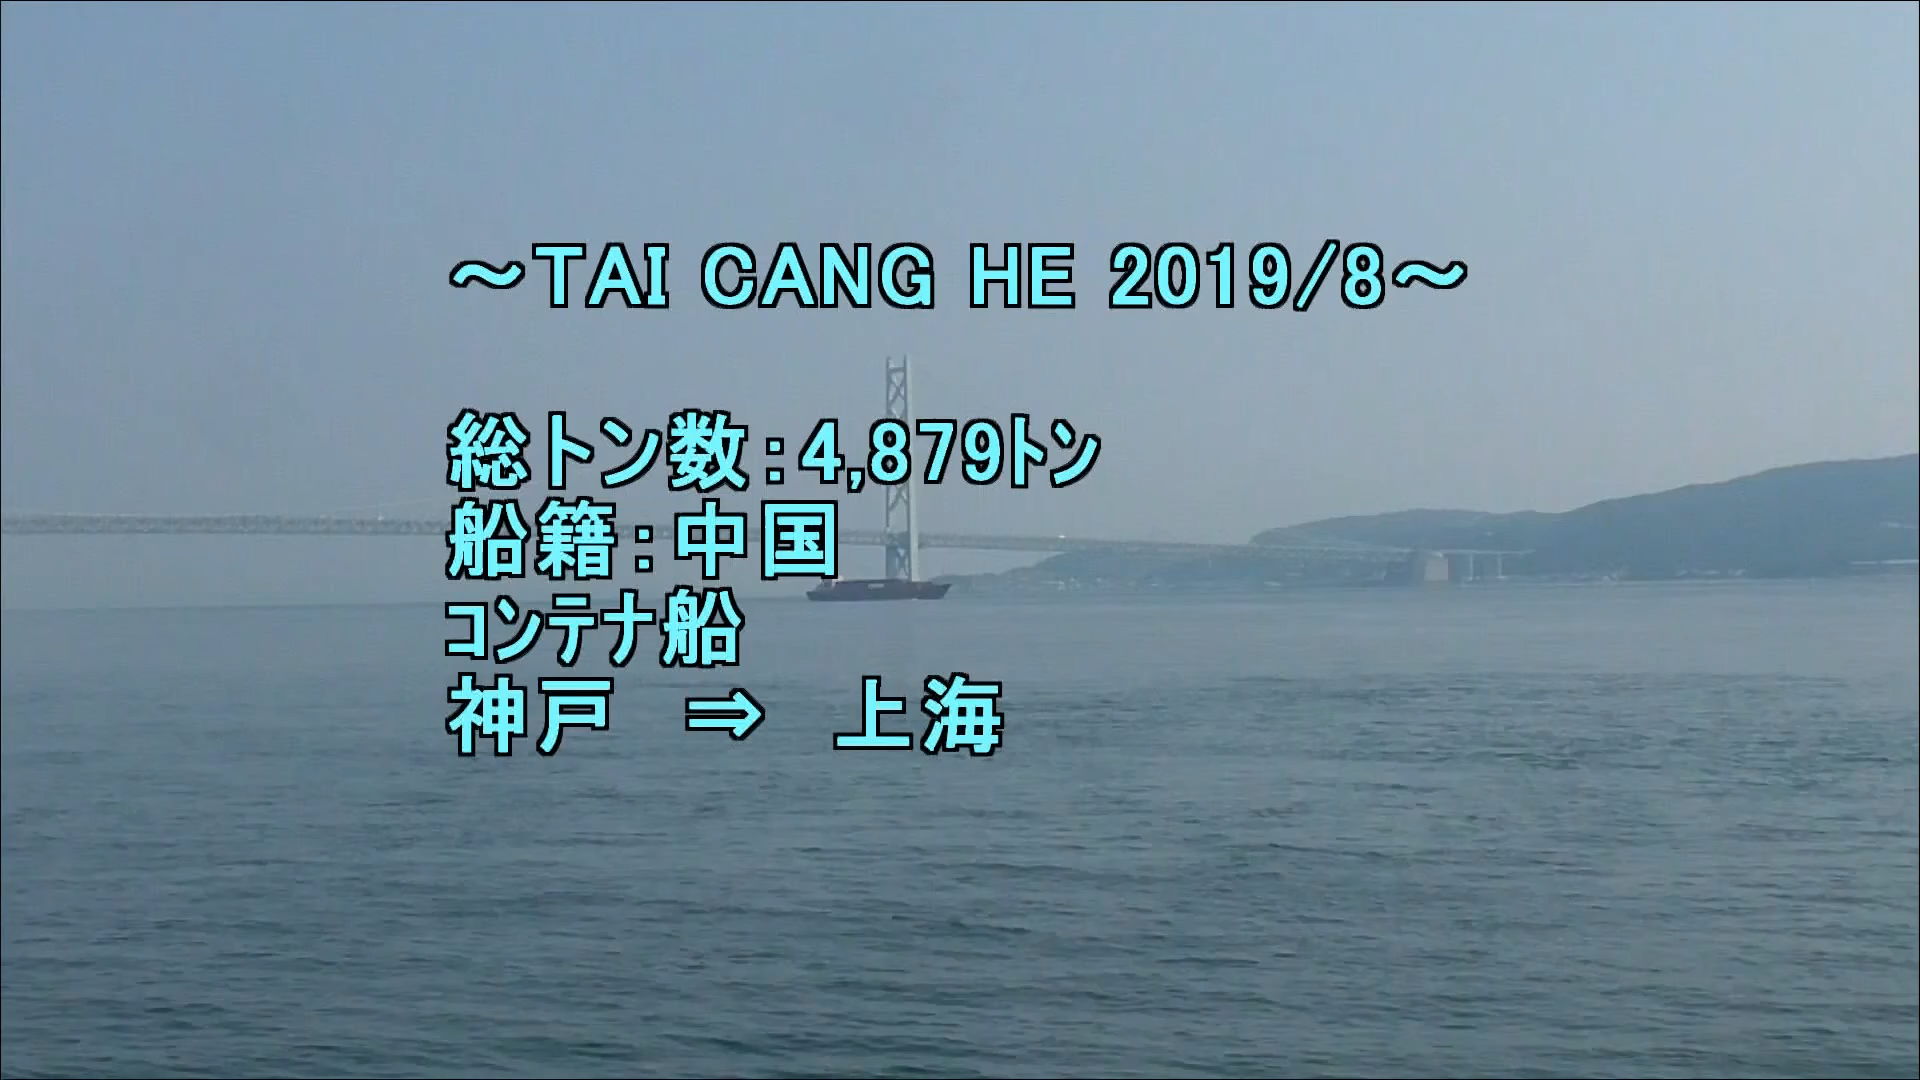 ～TAI CANG HE 2019/8～
総トン数：4,879ﾄﾝ
船籍：中国
ｺﾝﾃﾅ船
神戸　⇒　上海